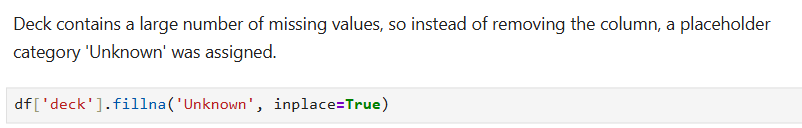 Deck contains a large number of missing values, so instead of removing the column, a placeholder
category 'Unknown' was assigned.
df['deck'].fillna('Unknown', inplace=True)